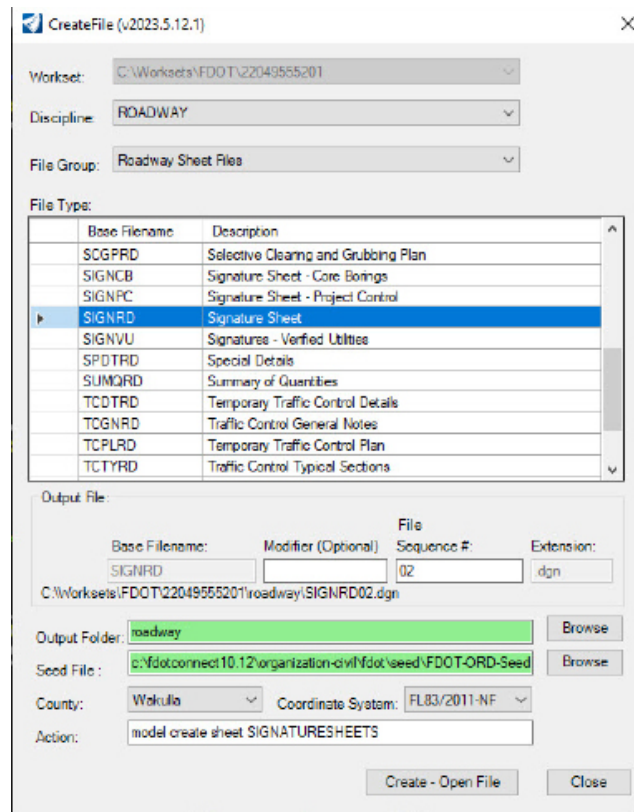 CreateFile (v2023.5.12.1)
Workset: C:\Worksets\FDOT\22049555201
Discipline: ROADWAY
File Group: Roadway Sheet Files
File Type:
Base Filename Description
SCGPRD Selective Clearing and Grubbing Plan
SIGNCB Signature Sheet - Core Borings
SIGNPC Signature Sheet - Project Control
SIGNRD Signature Sheet
SIGNVU Signatures - Verified Utilities
SPDTRD Special Details
SUMQRD Summary of Quantities
TCDTRD Temporary Traffic Control Details
TCGNRD Traffic Control General Notes
TCPLRD Temporary Traffic Control Plan
TCTYRD Traffic Control Typical Sections
Output File:
File
Base Filename: Modifier (Optional) Sequence #: Extension:
SIGNRD 02 dgn
C:\Worksets\FDOT\22049555201\roadway\SIGNRD02.dgn
Output Folder: roadway Browse
Seed File : c:\fdotconnect10.12\organization-civil\fdot\seed\FDOT-ORD-Seed Browse
County: Wakulla Coordinate System: FL83/2011-NF
Action: model create sheet SIGNATURESHEETS
Create - Open File Close